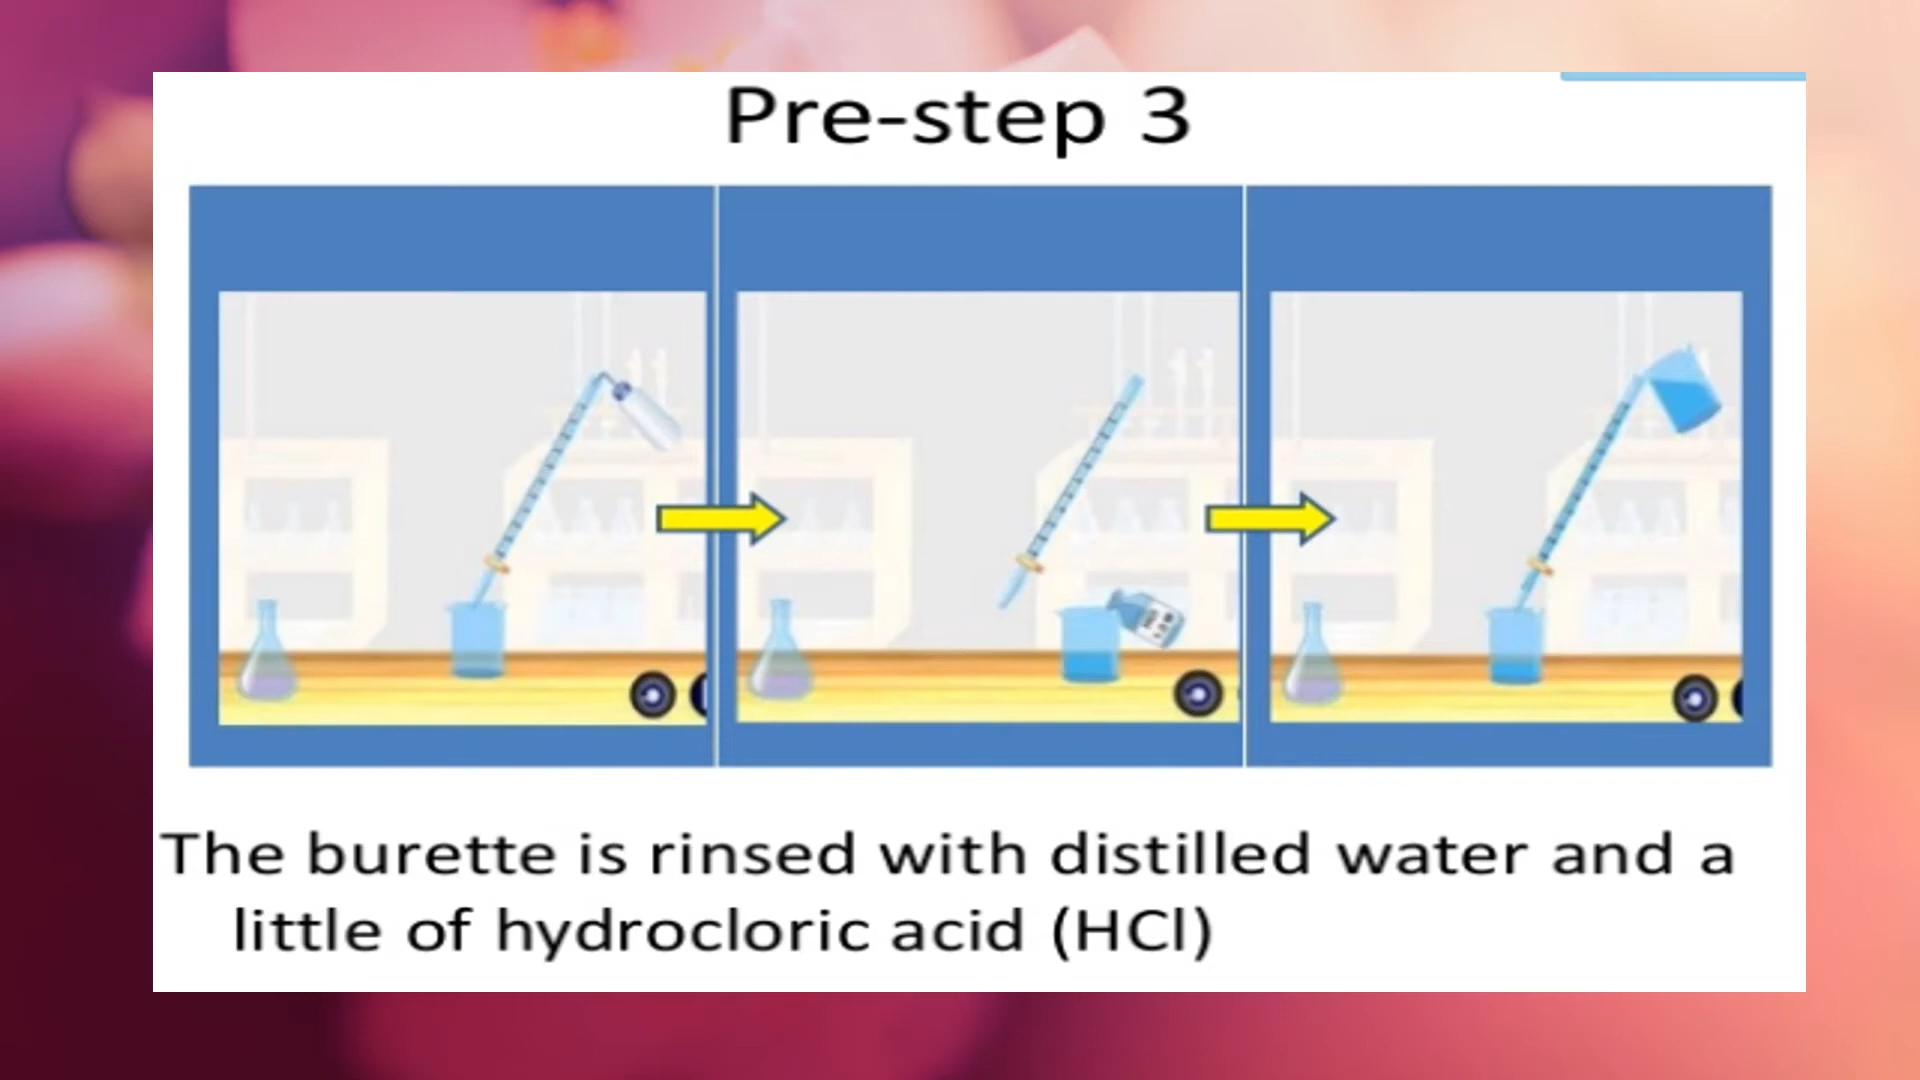 Pre-step 3
The burette is rinsed with distilled water and a
little of hydrocloric acid (HCl)